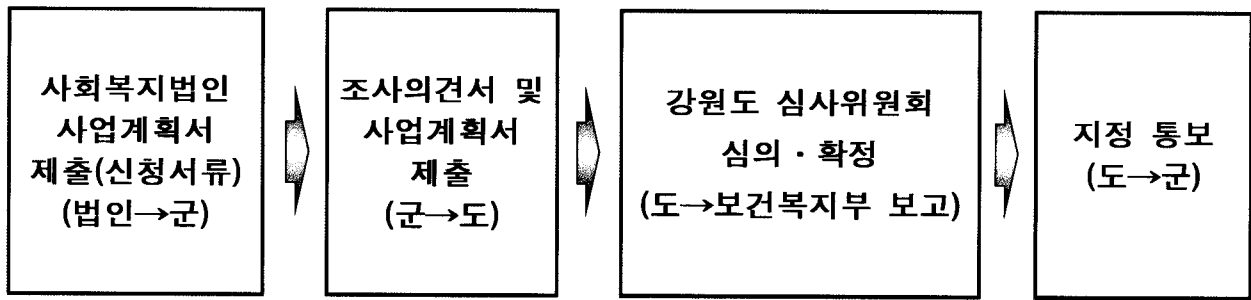 사회복지법인
사업계획서
제출(신청서류)
(법인→군)
조사의견서 및
사업계획서
제출
(군→도)
강원도 심사위원회
심의 · 확정
(도→보건복지부 보고)
지정 통보
(도→군)